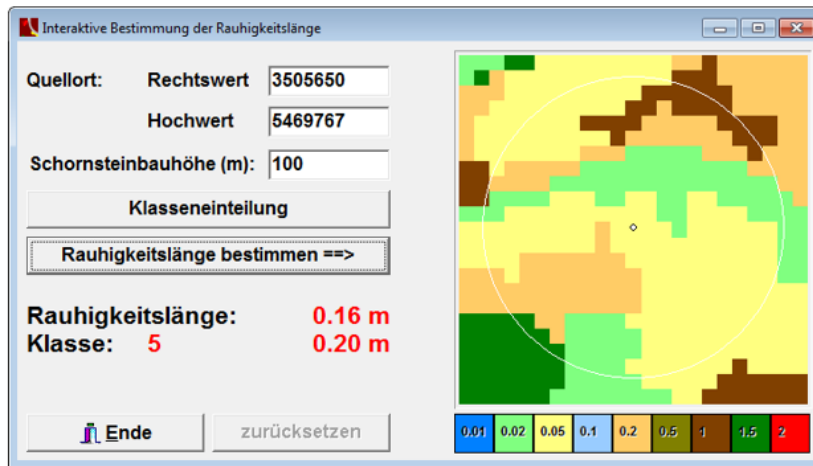 Interaktive Bestimmung der Rauhigkeitslänge
Quellort: Rechtswert 3505650
Hochwert 5469767
Schornsteinbauhöhe (m): 100
Klasseneinteilung
Rauhigkeitslänge bestimmen ==>
Rauhigkeitslänge: 0.16 m
Klasse: 5 0.20 m
Ende zurücksetzen
0.01 0.02 0.05 0.1 0.2 0.5 1 1.5 2